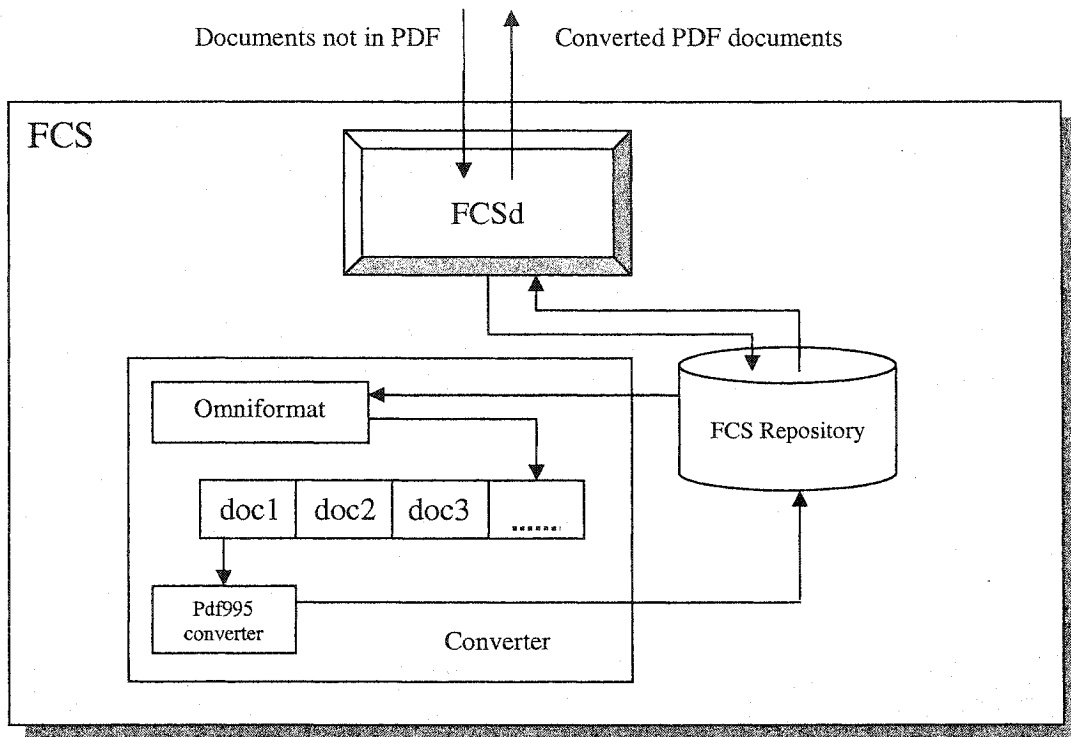 Documents not in PDF
Converted PDF documents
FCS
FCSd
Omniformat
FCS Repository
doc1
doc2
doc3
.......
Pdf995
converter
Converter